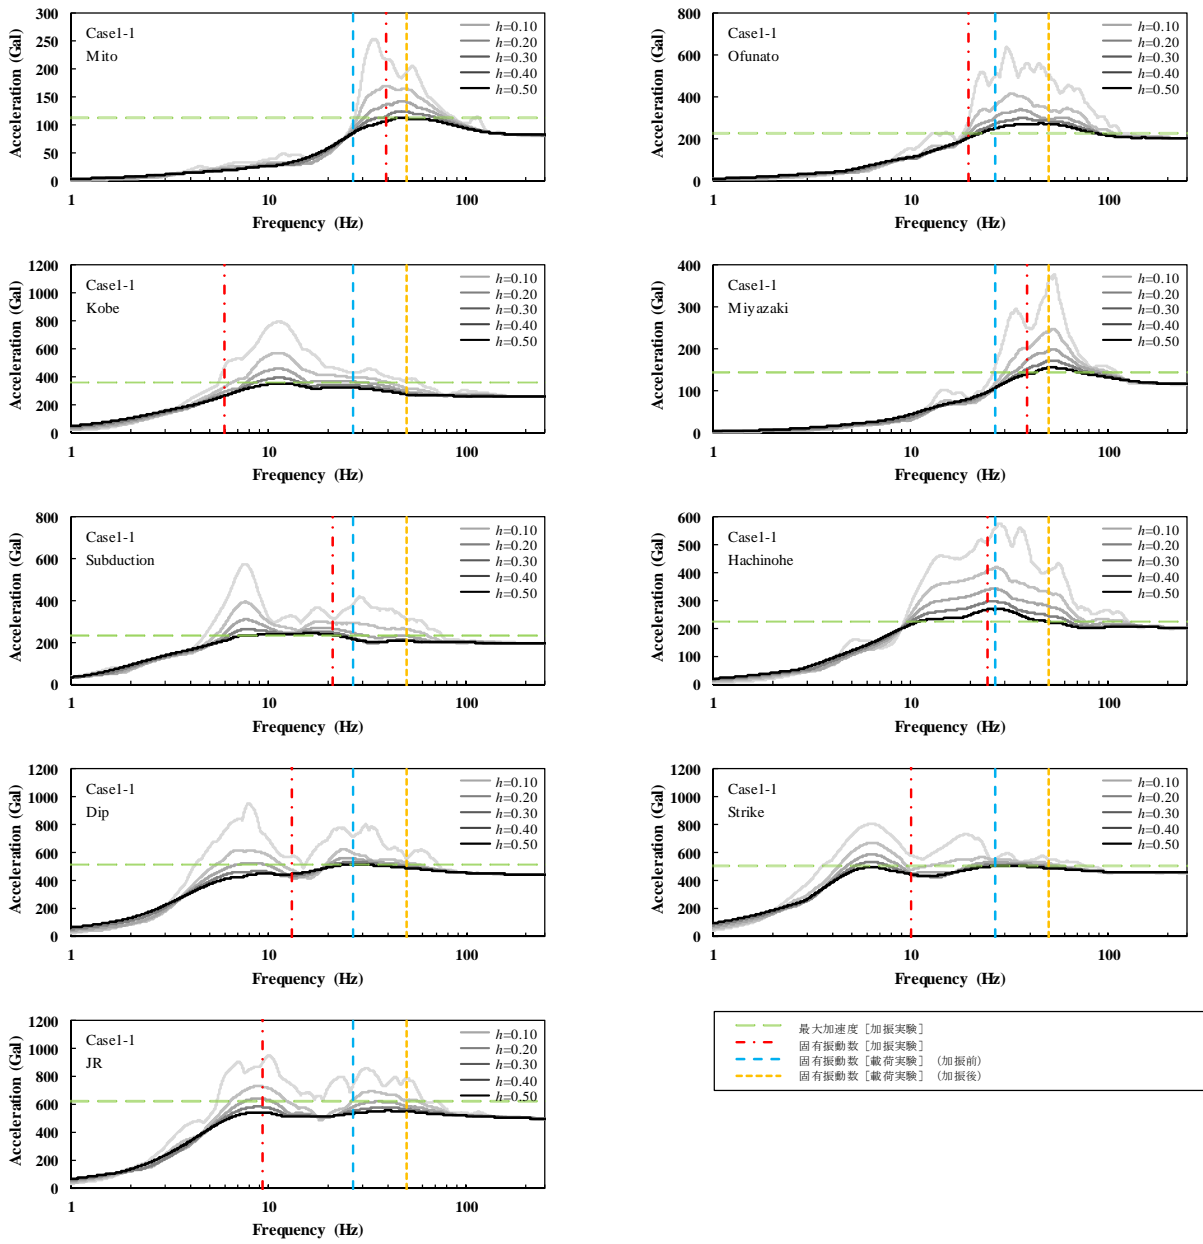 Case1-1
Mito
h=0.10
h=0.20
h=0.30
h=0.40
h=0.50
Acceleration (Gal)
300
250
200
150
100
50
0
1
10
100
Frequency (Hz)
Case1-1
Ofunato
h=0.10
h=0.20
h=0.30
h=0.40
h=0.50
Acceleration (Gal)
800
600
400
200
0
1
10
100
Frequency (Hz)
Case1-1
Kobe
h=0.10
h=0.20
h=0.30
h=0.40
h=0.50
Acceleration (Gal)
1200
1000
800
600
400
200
0
1
10
100
Frequency (Hz)
Case1-1
Miyazaki
h=0.10
h=0.20
h=0.30
h=0.40
h=0.50
Acceleration (Gal)
400
300
200
100
0
1
10
100
Frequency (Hz)
Case1-1
Subduction
h=0.10
h=0.20
h=0.30
h=0.40
h=0.50
Acceleration (Gal)
800
600
400
200
0
1
10
100
Frequency (Hz)
Case1-1
Hachinohe
h=0.10
h=0.20
h=0.30
h=0.40
h=0.50
Acceleration (Gal)
600
500
400
300
200
100
0
1
10
100
Frequency (Hz)
Case1-1
Dip
h=0.10
h=0.20
h=0.30
h=0.40
h=0.50
Acceleration (Gal)
1200
1000
800
600
400
200
0
1
10
100
Frequency (Hz)
Case1-1
Strike
h=0.10
h=0.20
h=0.30
h=0.40
h=0.50
Acceleration (Gal)
1200
1000
800
600
400
200
0
1
10
100
Frequency (Hz)
Case1-1
JR
h=0.10
h=0.20
h=0.30
h=0.40
h=0.50
Acceleration (Gal)
1200
1000
800
600
400
200
0
1
10
100
Frequency (Hz)
最大加速度［加振実験］
固有振動数［加振実験］
固有振動数［載荷実験］（加振前）
固有振動数［載荷実験］（加振後）